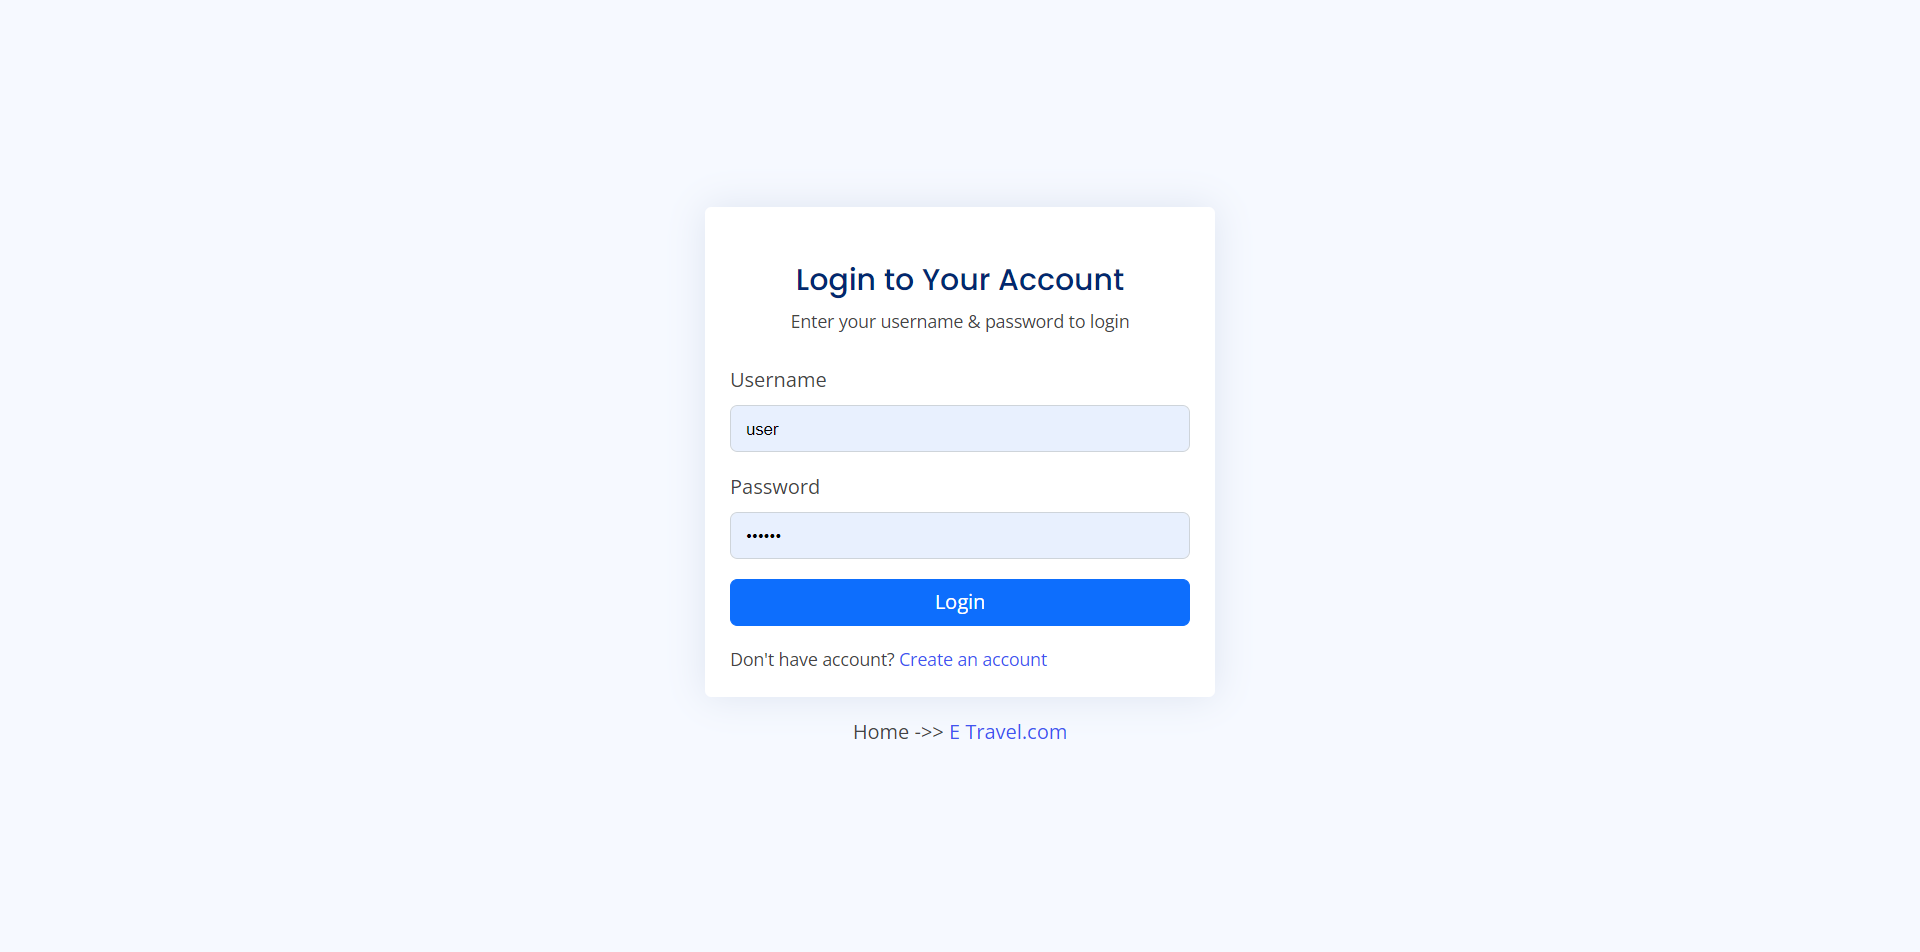 Login to Your Account
Enter your username & password to login
Username
user
Password
••••••
Login
Don't have account? Create an account
Home ->> E Travel.com